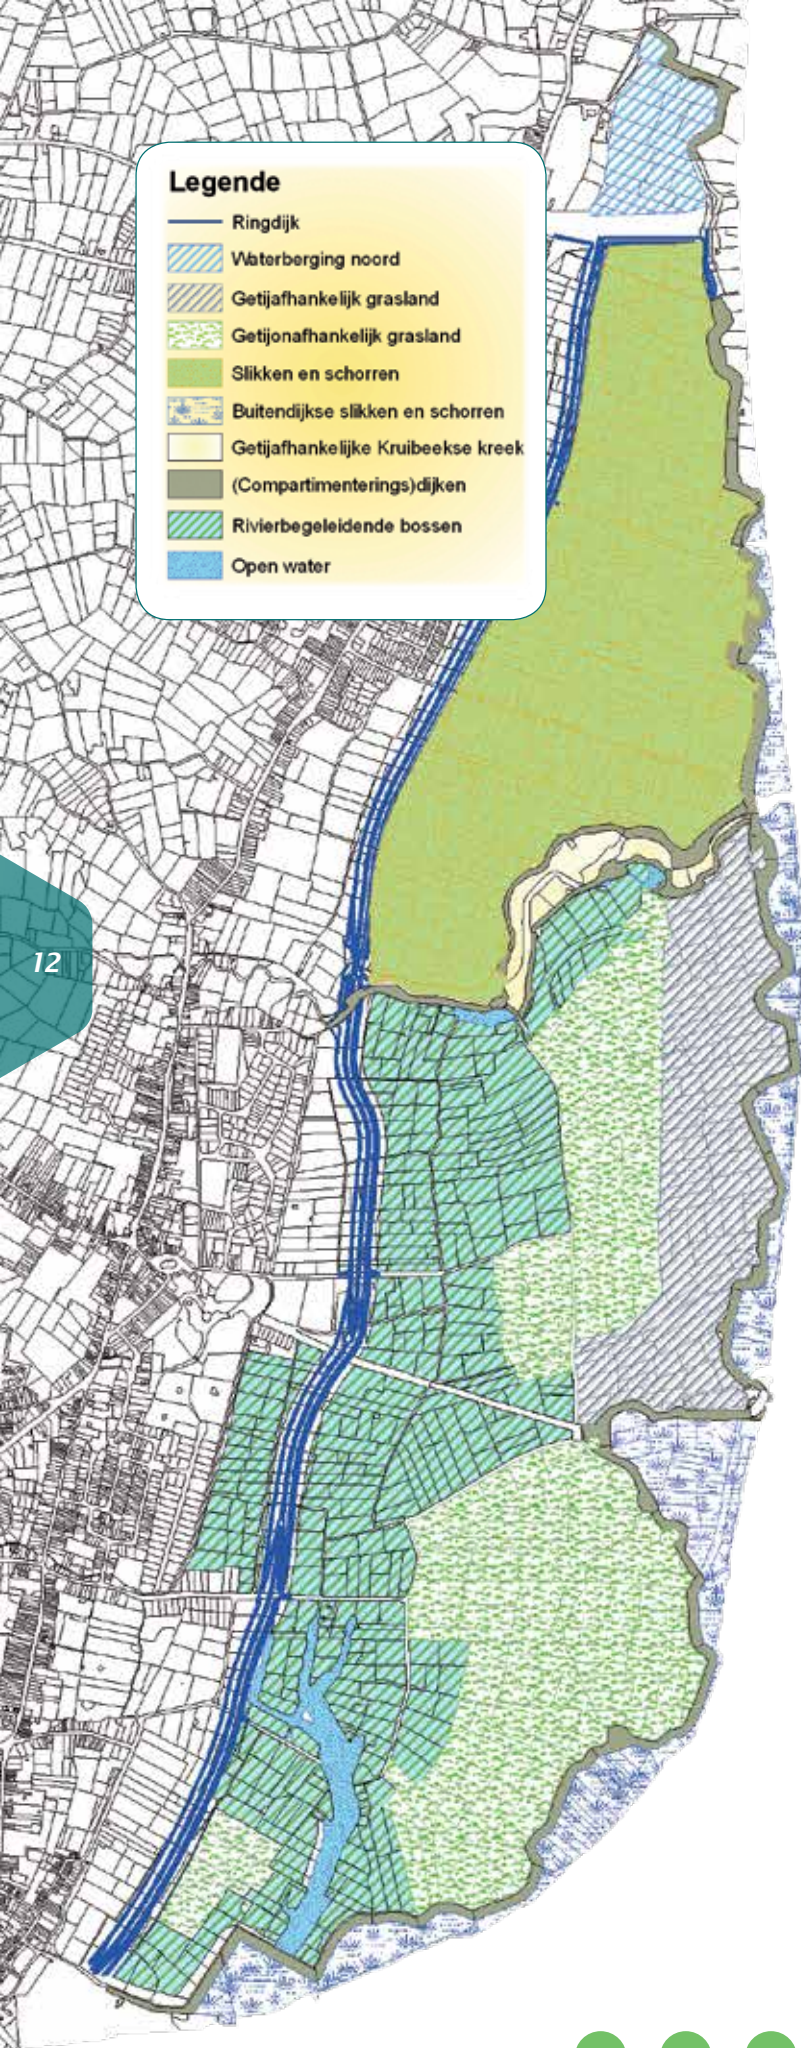 Legende
Ringdijk
Waterberging noord
Getijafhankelijk grasland
Getijonafhankelijk grasland
Slikken en schorren
Buitendijkse slikken en schorren
Getijafhankelijke Kruibeekse kreek
(Compartimenterings)dijken
Rivierbegeleidende bossen
Open water
12